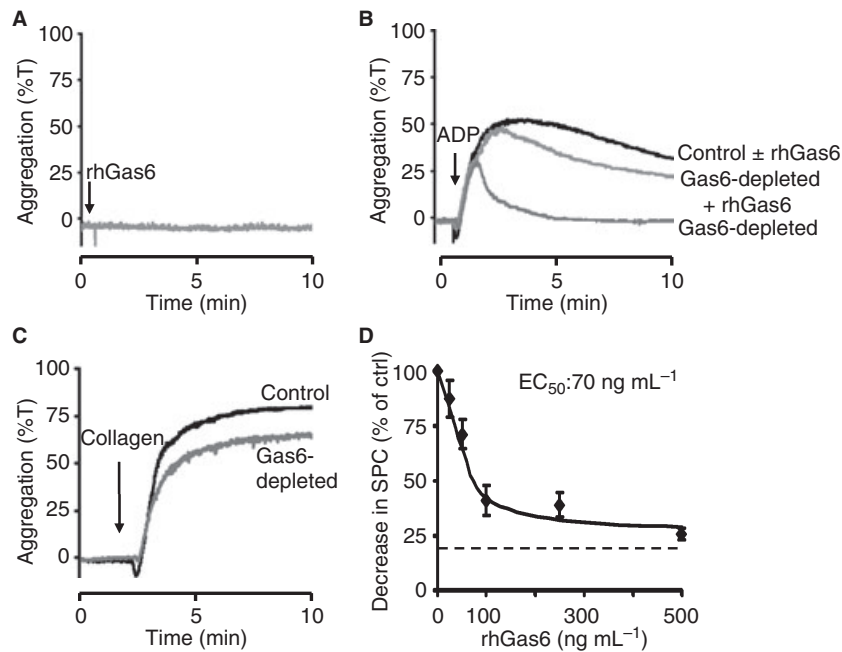 A
100
75
50
25
0
Aggregation (%T)
rhGas6
0 5 10
Time (min)
B
100
75
50
25
0
Aggregation (%T)
ADP
Control ± rhGas6
Gas6-depleted
+ rhGas6
Gas6-depleted
0 5 10
Time (min)
C
100
75
50
25
0
Aggregation (%T)
Collagen
Control
Gas6-
depleted
0 5 10
Time (min)
D
100
75
50
25
0
Decrease in SPC (% of ctrl)
EC50:70 ng mL−1
0 100 300 500
rhGas6 (ng mL−1)